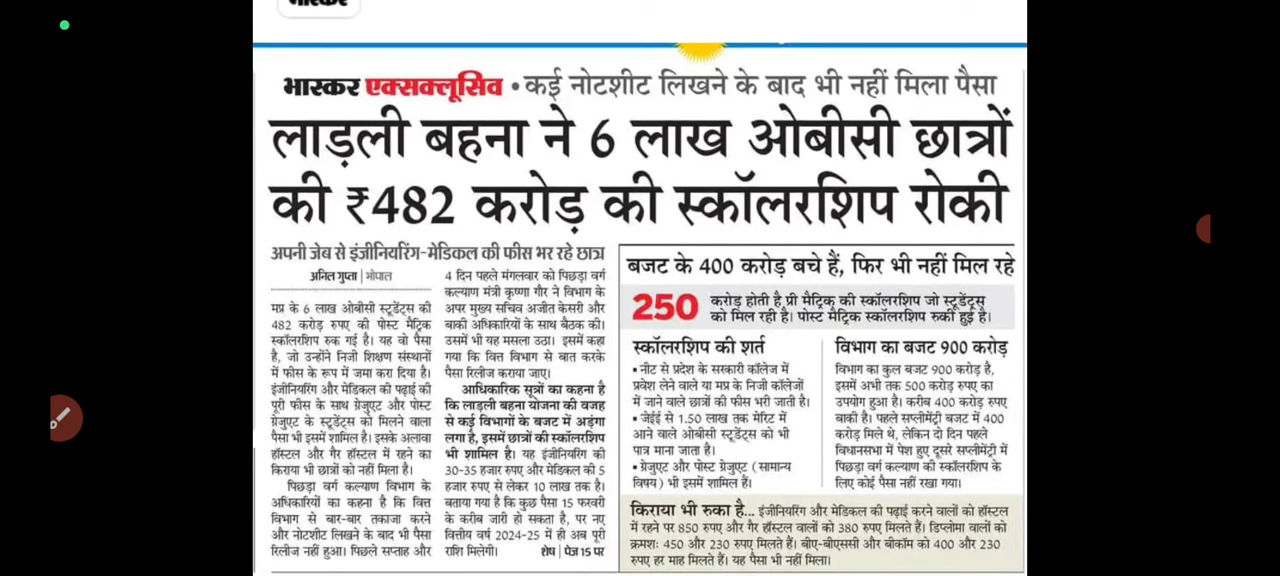 भास्कर
भास्कर एक्सक्लूसिव • कई नोटशीट लिखने के बाद भी नहीं मिला पैसा
लाड़ली बहना ने 6 लाख ओबीसी छात्रों
की ₹482 करोड़ की स्कॉलरशिप रोकी
अपनी जेब से इंजीनियरिंग-मेडिकल की फीस भर रहे छात्र
अनिल गुप्ता | भोपाल
मप्र के 6 लाख ओबीसी स्टूडेंट्स की
482 करोड़ रुपए की पोस्ट मैट्रिक
स्कॉलरशिप रुक गई है। यह वो पैसा
है, जो उन्होंने निजी शिक्षण संस्थानों
में फीस के रूप में जमा करा दिया है।
इंजीनियरिंग और मेडिकल की पढ़ाई की
पूरी फीस के साथ ग्रेजुएट और पोस्ट
ग्रेजुएट के स्टूडेंट्स को मिलने वाला
पैसा भी इसमें शामिल है। इसके अलावा
हॉस्टल और गैर हॉस्टल में रहने का
किराया भी छात्रों को नहीं मिला है।
पिछड़ा वर्ग कल्याण विभाग के
अधिकारियों का कहना है कि वित्त
विभाग से बार-बार तकाजा करने
और नोटशीट लिखने के बाद भी पैसा
रिलीज नहीं हुआ। पिछले सप्ताह और
4 दिन पहले मंगलवार को पिछड़ा वर्ग
कल्याण मंत्री कृष्णा गौर ने विभाग के
अपर मुख्य सचिव अजीत केसरी और
बाकी अधिकारियों के साथ बैठक की।
उसमें भी यह मसला उठा। इसमें कहा
गया कि वित्त विभाग से बात करके
पैसा रिलीज कराया जाए।
आधिकारिक सूत्रों का कहना है
कि लाड़ली बहना योजना की वजह
से कई विभागों के बजट में अड़ंगा
लगा है, इसमें छात्रों की स्कॉलरशिप
भी शामिल है। यह इंजीनियरिंग की
30-35 हजार रुपए और मेडिकल की 5
हजार रुपए से लेकर 10 लाख तक है।
बताया गया है कि कुछ पैसा 15 फरवरी
के करीब जारी हो सकता है, पर नए
वित्तीय वर्ष 2024-25 में ही अब पूरी
राशि मिलेगी। शेष | पेज 15 पर
बजट के 400 करोड़ बचे हैं, फिर भी नहीं मिल रहे
250 करोड़ होती है प्री मैट्रिक की स्कॉलरशिप जो स्टूडेंट्स
को मिल रही है। पोस्ट मैट्रिक स्कॉलरशिप रुकी हुई है।
स्कॉलरशिप की शर्त
▪ नीट से प्रदेश के सरकारी कॉलेज में
प्रवेश लेने वाले या मप्र के निजी कॉलेजों
में जाने वाले छात्रों की फीस भरी जाती है।
▪ जेईई से 1.50 लाख तक मेरिट में
आने वाले ओबीसी स्टूडेंट्स को भी
पात्र माना जाता है।
▪ ग्रेजुएट और पोस्ट ग्रेजुएट (सामान्य
विषय) भी इसमें शामिल हैं।
विभाग का बजट 900 करोड़
विभाग का कुल बजट 900 करोड़ है,
इसमें अभी तक 500 करोड़ रुपए का
उपयोग हुआ है। करीब 400 करोड़ रुपए
बाकी है। पहले सप्लीमेंट्री बजट में 400
करोड़ मिले थे, लेकिन दो दिन पहले
विधानसभा में पेश हुए दूसरे सप्लीमेंट्री में
पिछड़ा वर्ग कल्याण की स्कॉलरशिप के
लिए कोई पैसा नहीं रखा गया।
किराया भी रुका है... इंजीनियरिंग और मेडिकल की पढ़ाई करने वालों को हॉस्टल
में रहने पर 850 रुपए और गैर हॉस्टल वालों को 380 रुपए मिलते हैं। डिप्लोमा वालों को
क्रमश: 450 और 230 रुपए मिलते हैं। बीए-बीएससी और बीकॉम को 400 और 230
रुपए हर माह मिलते हैं। यह पैसा भी नहीं मिला।